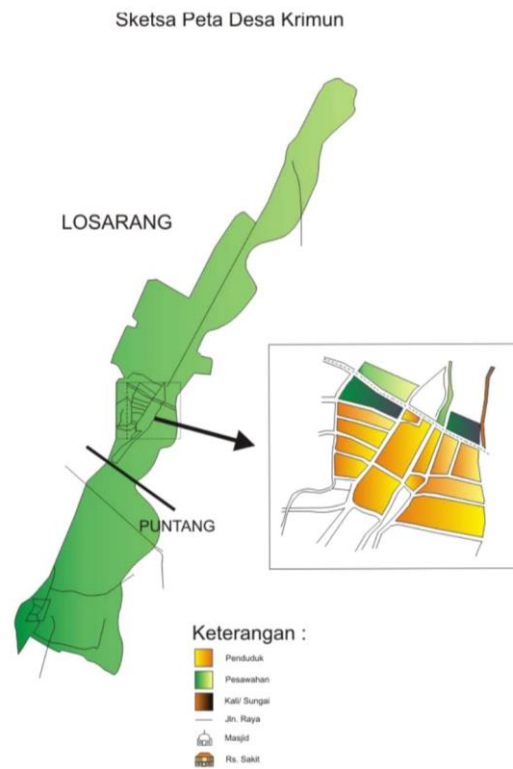 Sketsa Peta Desa Krimun
LOSARANG
PUNTANG
Keterangan :
Penduduk
Pesawahan
Kali/ Sungai
Jln. Raya
Masjid
Rs. Sakit